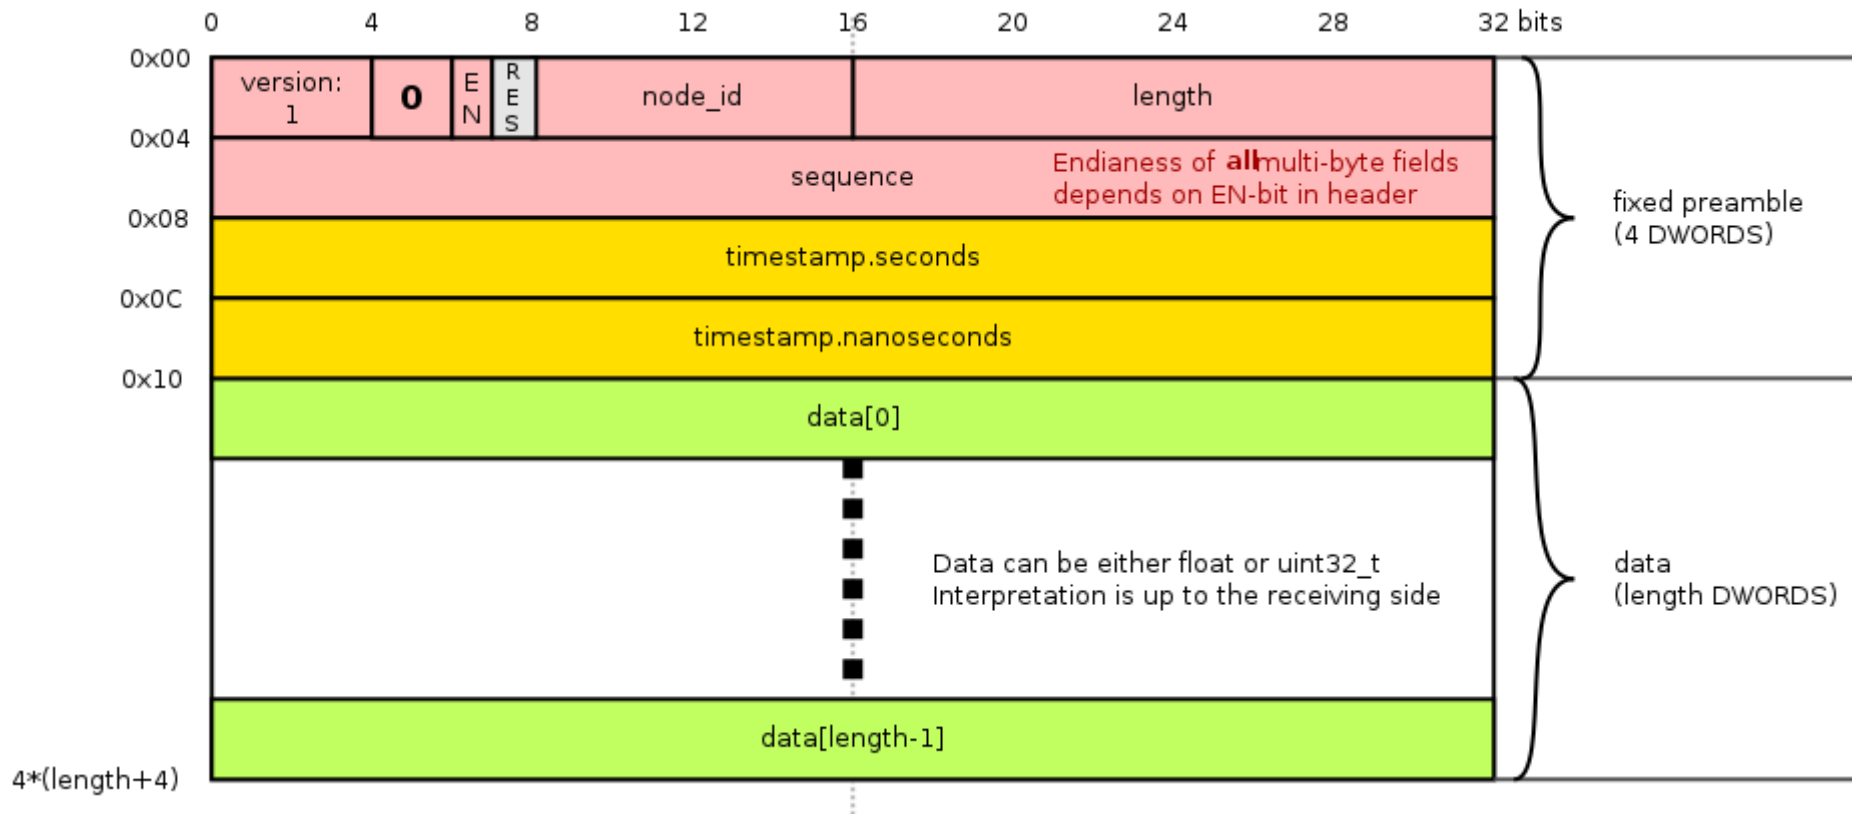 0 4 8 12 16 20 24 28 32 bits
0x00
version:
1
0
E
N
R
E
S
node_id
length
0x04
sequence
Endianess of all multi-byte fields
depends on EN-bit in header
0x08
timestamp.seconds
fixed preamble
(4 DWORDS)
0x0C
timestamp.nanoseconds
0x10
data[0]
Data can be either float or uint32_t
Interpretation is up to the receiving side
data
(length DWORDS)
data[length-1]
4*(length+4)